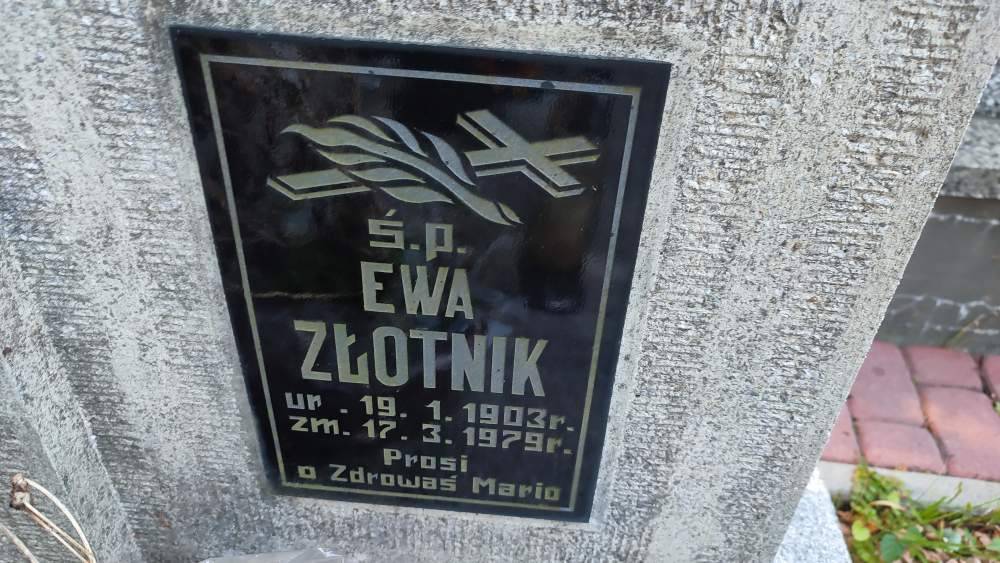 ś.p.
EWA
ZŁOTNIK
ur. 19. 1. 1903r.
zm. 17. 3. 1979r.
Prosi
o Zdrowaś Mario